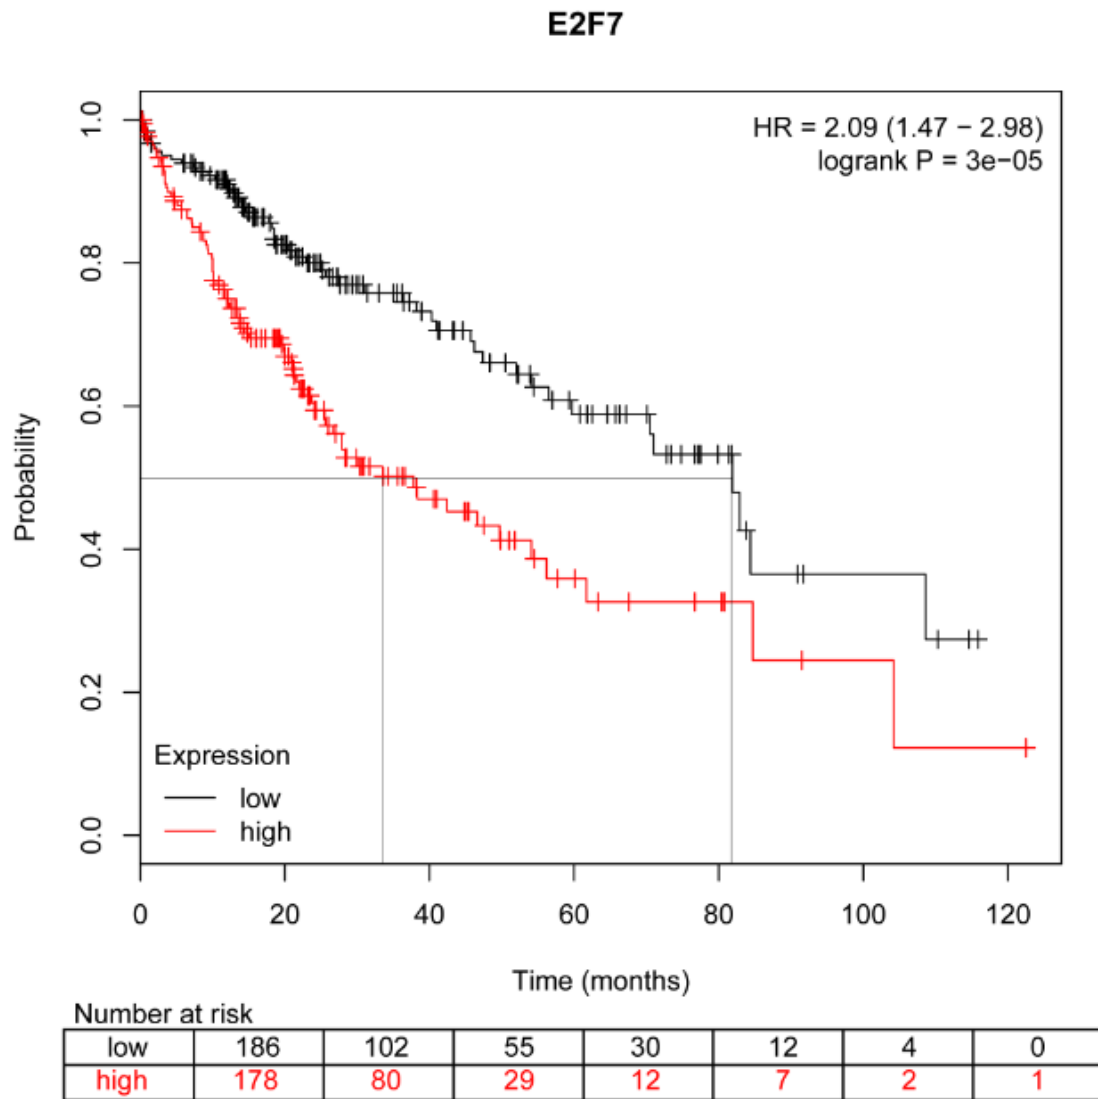 E2F7
HR = 2.09 (1.47 − 2.98)
logrank P = 3e−05
Probability
1.0
0.8
0.6
0.4
0.2
0.0
Expression
low
high
0 20 40 60 80 100 120
Time (months)
Number at risk
low 186 102 55 30 12 4 0
high 178 80 29 12 7 2 1